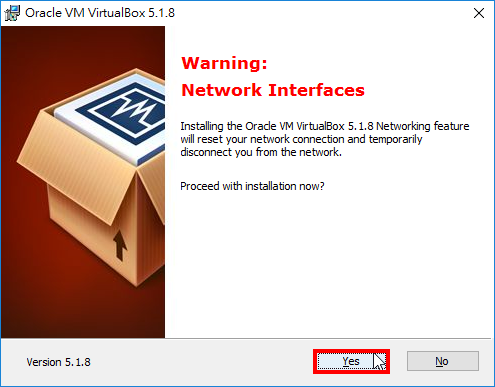 Oracle VM VirtualBox 5.1.8
Warning:
Network Interfaces
Installing the Oracle VM VirtualBox 5.1.8 Networking feature
will reset your network connection and temporarily
disconnect you from the network.
Proceed with installation now?
Version 5.1.8
Yes
No